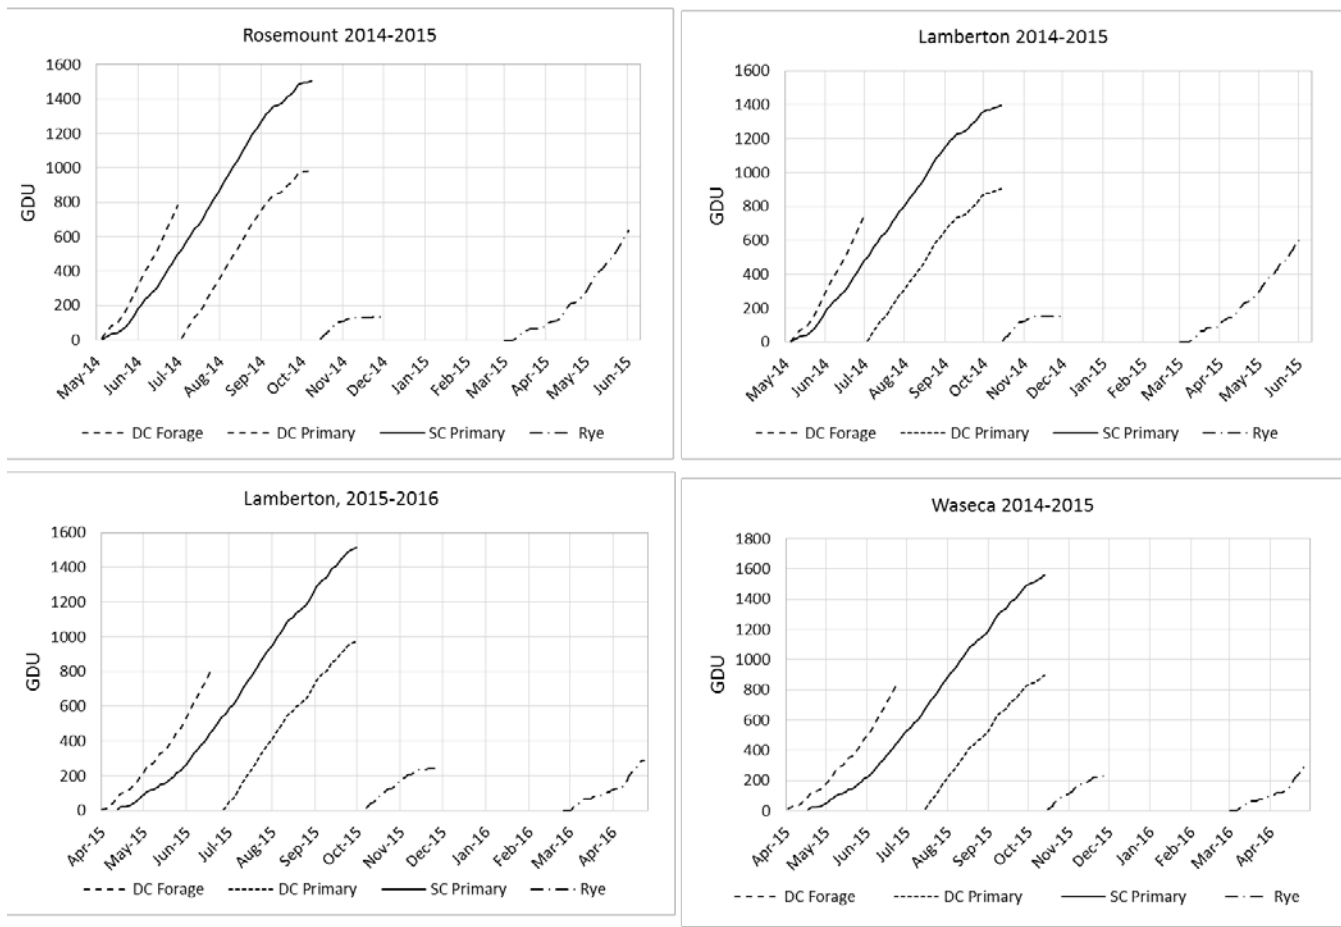 Rosemount 2014-2015
1600
1400
1200
1000
800
600
400
200
0
GDU
May-14 Jun-14 Jul-14 Aug-14 Sep-14 Oct-14 Nov-14 Dec-14 Jan-15 Feb-15 Mar-15 Apr-15 May-15 Jun-15
DC Forage DC Primary SC Primary Rye
Lamberton 2014-2015
1600
1400
1200
1000
800
600
400
200
0
GDU
May-14 Jun-14 Jul-14 Aug-14 Sep-14 Oct-14 Nov-14 Dec-14 Jan-15 Feb-15 Mar-15 Apr-15 May-15 Jun-15
DC Forage DC Primary SC Primary Rye
Lamberton, 2015-2016
1600
1400
1200
1000
800
600
400
200
0
GDU
Apr-15 May-15 Jun-15 Jul-15 Aug-15 Sep-15 Oct-15 Nov-15 Dec-15 Jan-16 Feb-16 Mar-16 Apr-16
DC Forage DC Primary SC Primary Rye
Waseca 2014-2015
1800
1600
1400
1200
1000
800
600
400
200
0
GDU
Apr-15 May-15 Jun-15 Jul-15 Aug-15 Sep-15 Oct-15 Nov-15 Dec-15 Jan-16 Feb-16 Mar-16 Apr-16
DC Forage DC Primary SC Primary Rye